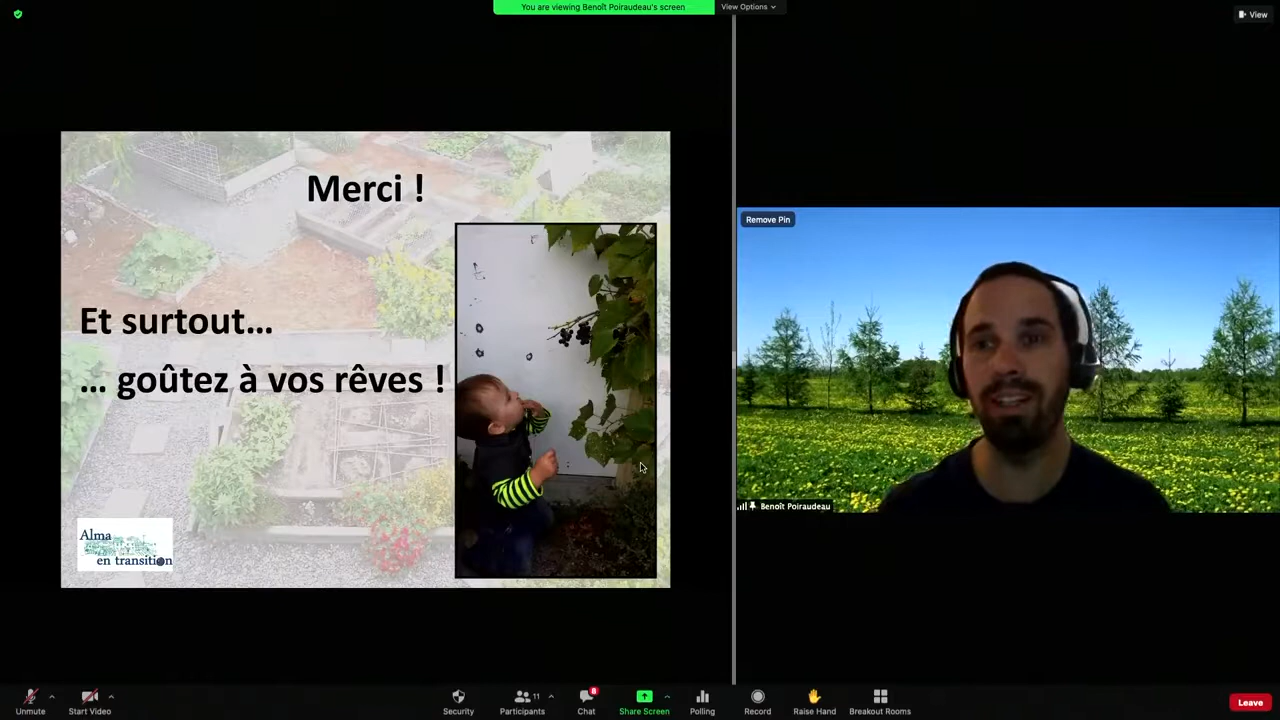 You are viewing Benoît Poiraudeau's screen
View Options
View
Merci !
Et surtout...
... goûtez à vos rêves !
Alma
en transition
Remove Pin
Benoît Poiraudeau
Unmute
Start Video
Security
Participants
11
Chat
8
Share Screen
Polling
Record
Raise Hand
Breakout Rooms
Leave